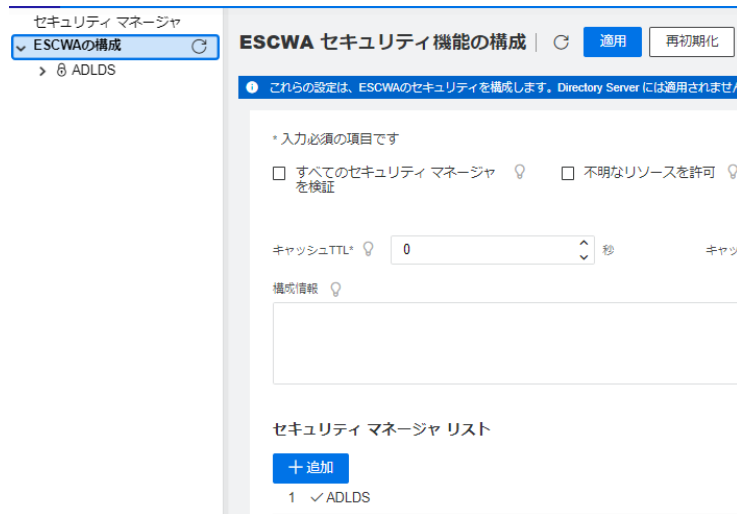 セキュリティ マネージャ
ESCWAの構成
ADLDS
ESCWA セキュリティ機能の構成
適用
再初期化
これらの設定は、ESCWAのセキュリティを構成します。Directory Server には適用されません
* 入力必須の項目です
すべてのセキュリティ マネージャ
を検証
不明なリソースを許可
キャッシュTTL* 0 秒 キャッ
構成情報
セキュリティ マネージャ リスト
＋追加
1 ADLDS